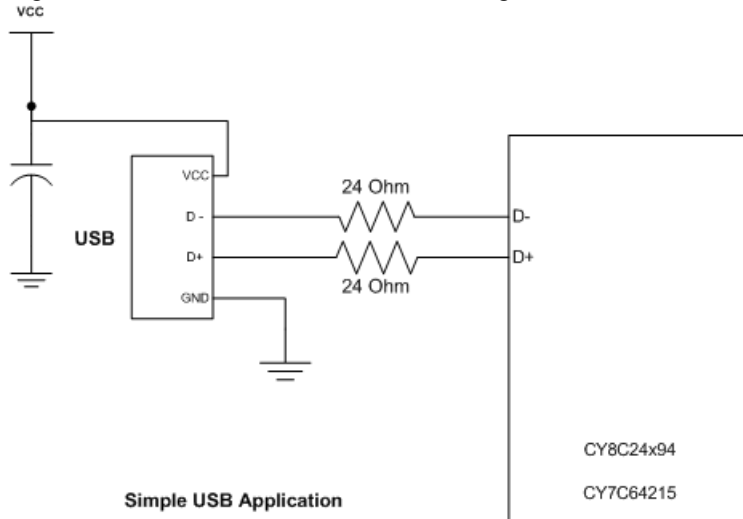 VCC
VCC
24 Ohm
D -
D-
USB
D+
D+
24 Ohm
GND
CY8C24x94
CY7C64215
Simple USB Application